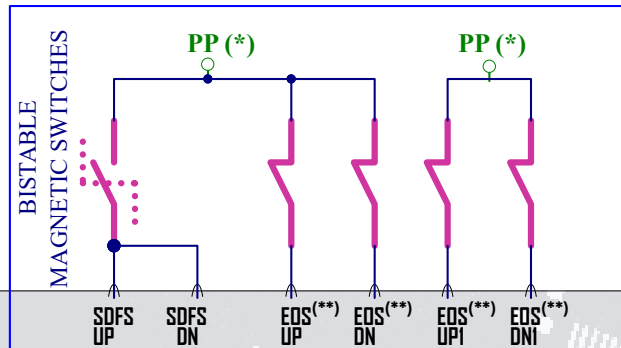 PP (*)
PP (*)
BISTABLE
MAGNETIC SWITCHES
SDFS
UP
SDFS
DN
EOS(**)
UP
EOS(**)
DN
EOS(**)
UP1
EOS(**)
DN1